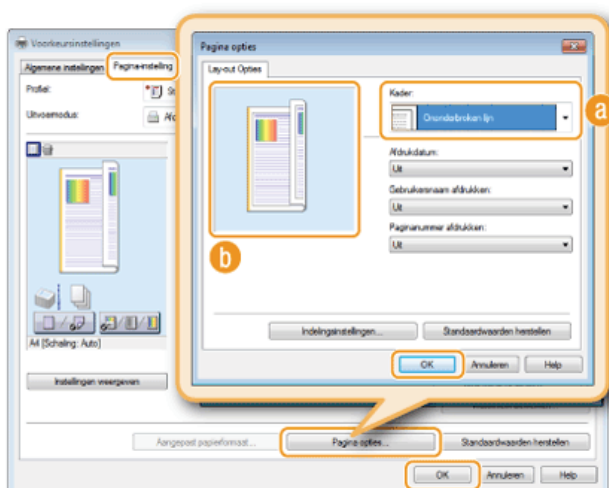 Voorkeursinstellingen
Algemene instellingen
Pagina-instelling
Profiel:
Uitvoermodus:
A4 [Schaling: Auto]
Instellingen weergeven
Pagina opties
Lay-out Opties
Kader:
Ononderbroken lijn
a
Afdrukdatum:
Uit
Gebruikersnaam afdrukken:
Uit
Paginanummer afdrukken:
Uit
b
Indelingsinstellingen...
Standaardwaarden herstellen
OK
Annuleren
Help
Aangepast papierformaat...
Pagina opties...
Standaardwaarden herstellen
OK
Annuleren
Help